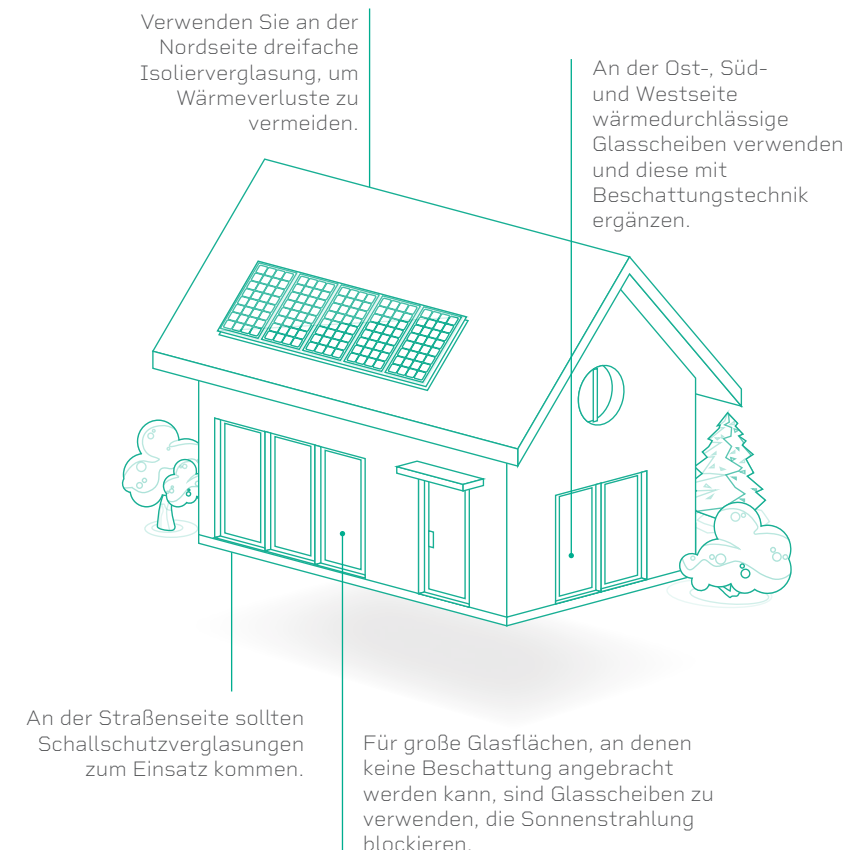 Verwenden Sie an der
Nordseite dreifache
Isolierverglasung, um
Wärmeverluste zu
vermeiden.
An der Ost-, Süd-
und Westseite
wärmedurchlässige
Glasscheiben verwenden
und diese mit
Beschattungstechnik
ergänzen.
An der Straßenseite sollten
Schallschutzverglasungen
zum Einsatz kommen.
Für große Glasflächen, an denen
keine Beschattung angebracht
werden kann, sind Glasscheiben zu
verwenden, die Sonnenstrahlung
blockieren.